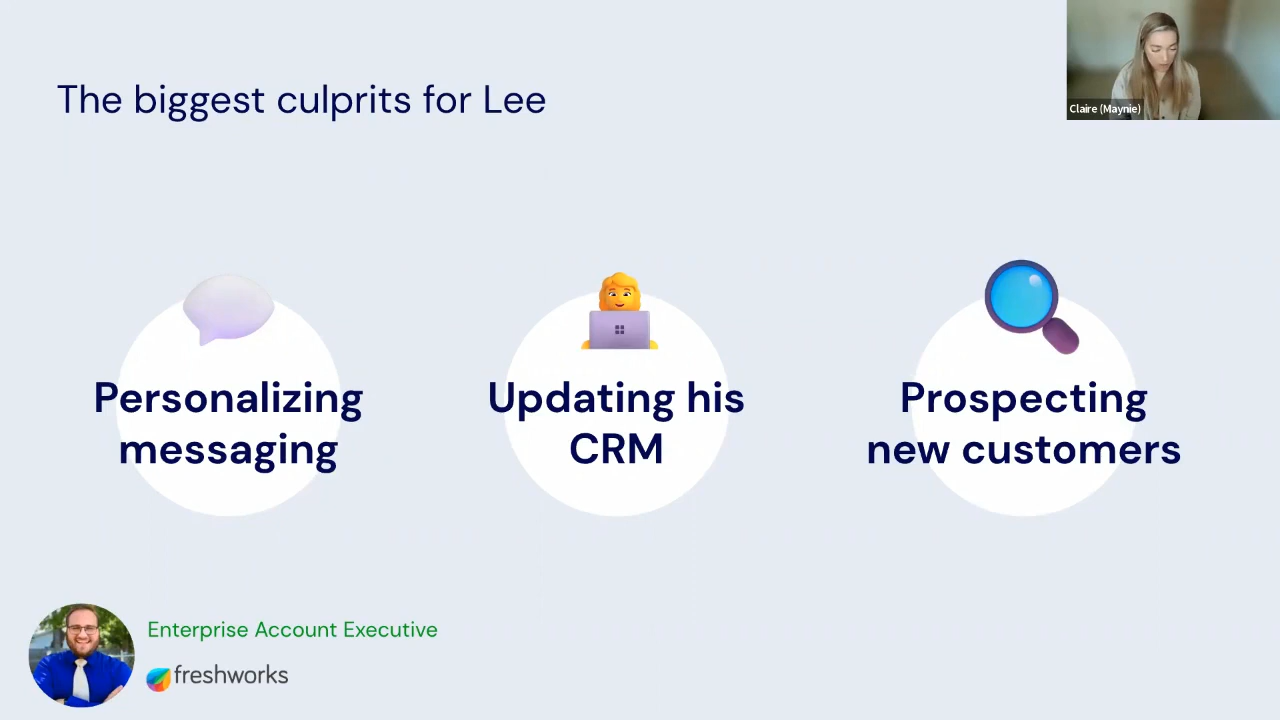 The biggest culprits for Lee
Claire (Maynie)
Personalizing
messaging
Updating his
CRM
Prospecting
new customers
Enterprise Account Executive
freshworks